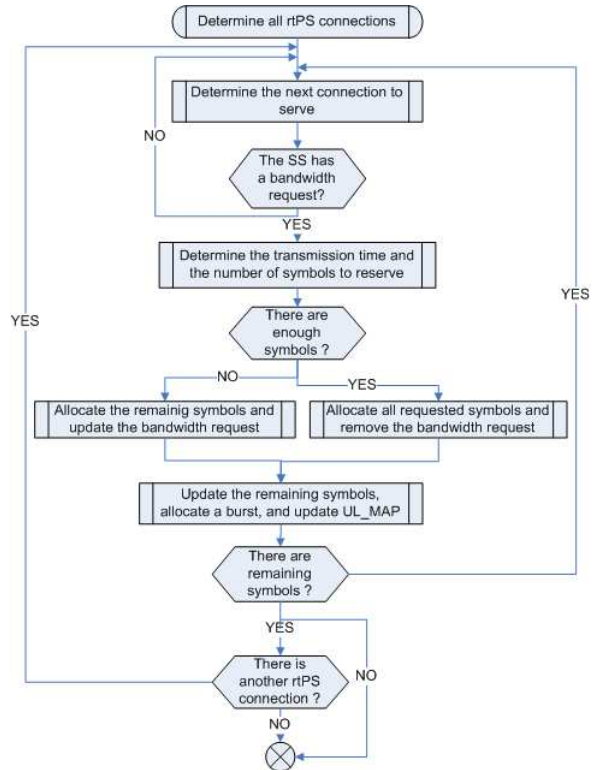 Determine all rtPS connections
Determine the next connection to
serve
NO
The SS has
a bandwidth
request?
YES
Determine the transmission time and
the number of symbols to reserve
YES
YES
There are
enough
symbols ?
NO
YES
Allocate the remainig symbols and
update the bandwidth request
Allocate all requested symbols and
remove the bandwidth request
Update the remaining symbols,
allocate a burst, and update UL_MAP
There are
remaining
symbols ?
YES
NO
There is
another rtPS
connection ?
NO